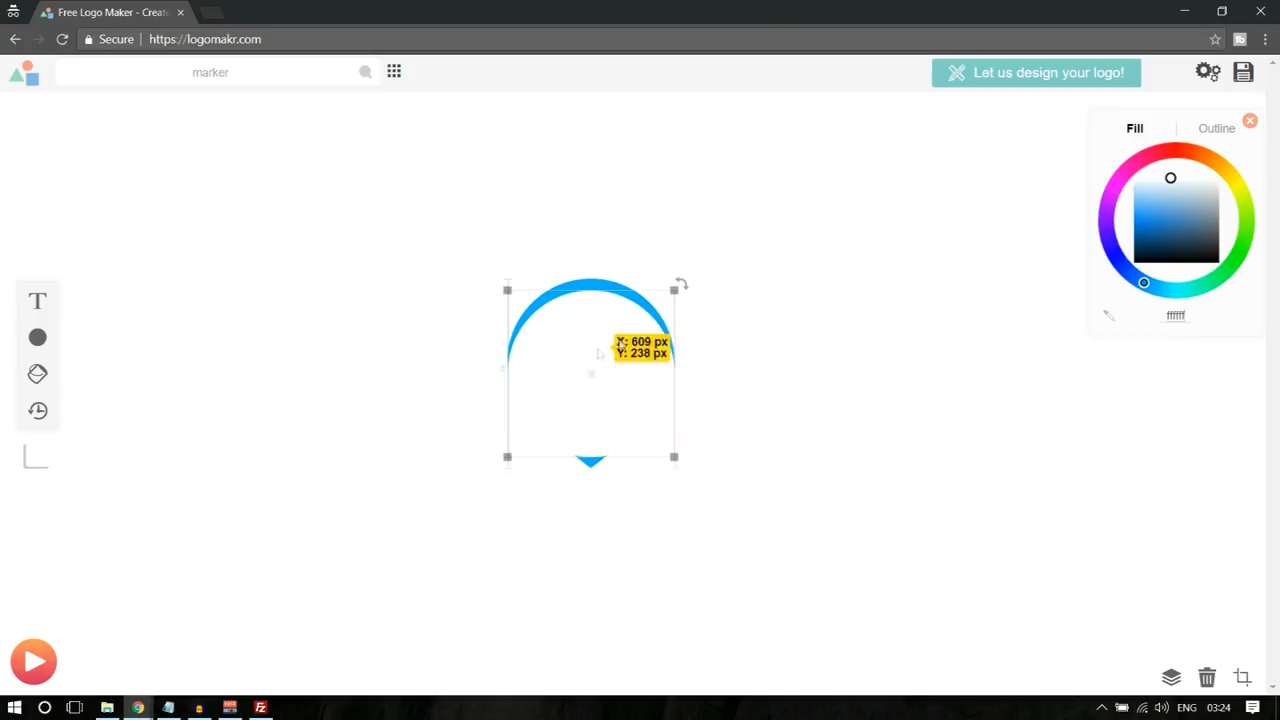 Free Logo Maker - Create
Secure
https://logomakr.com
marker
Let us design your logo!
Fill
Outline
ffffff
X: 609 px
Y: 238 px
T
ENG
03:24